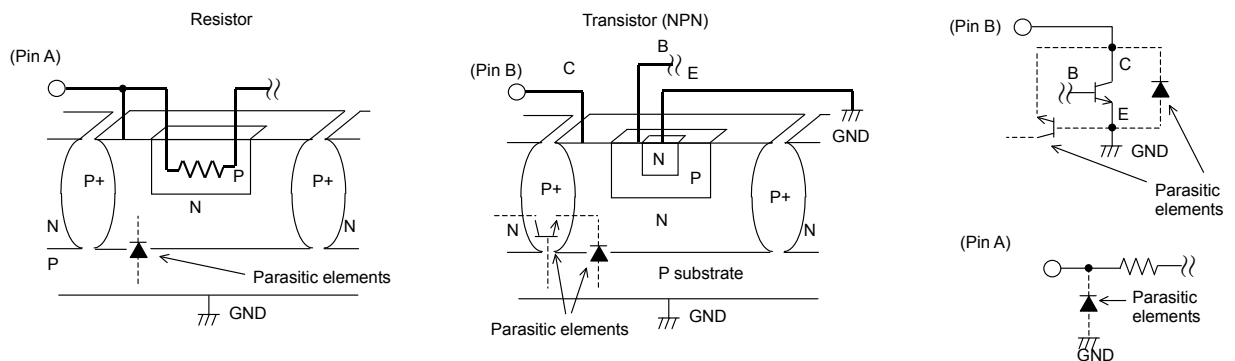 Resistor
(Pin A)
P+
P
P+
N
N
N
P
Parasitic elements
GND
Transistor (NPN)
B
(Pin B)
C
E
GND
N
P+
P
P+
N
N
N
P substrate
GND
Parasitic elements
(Pin B)
C
B
E
GND
Parasitic
elements
(Pin A)
Parasitic
elements
GND